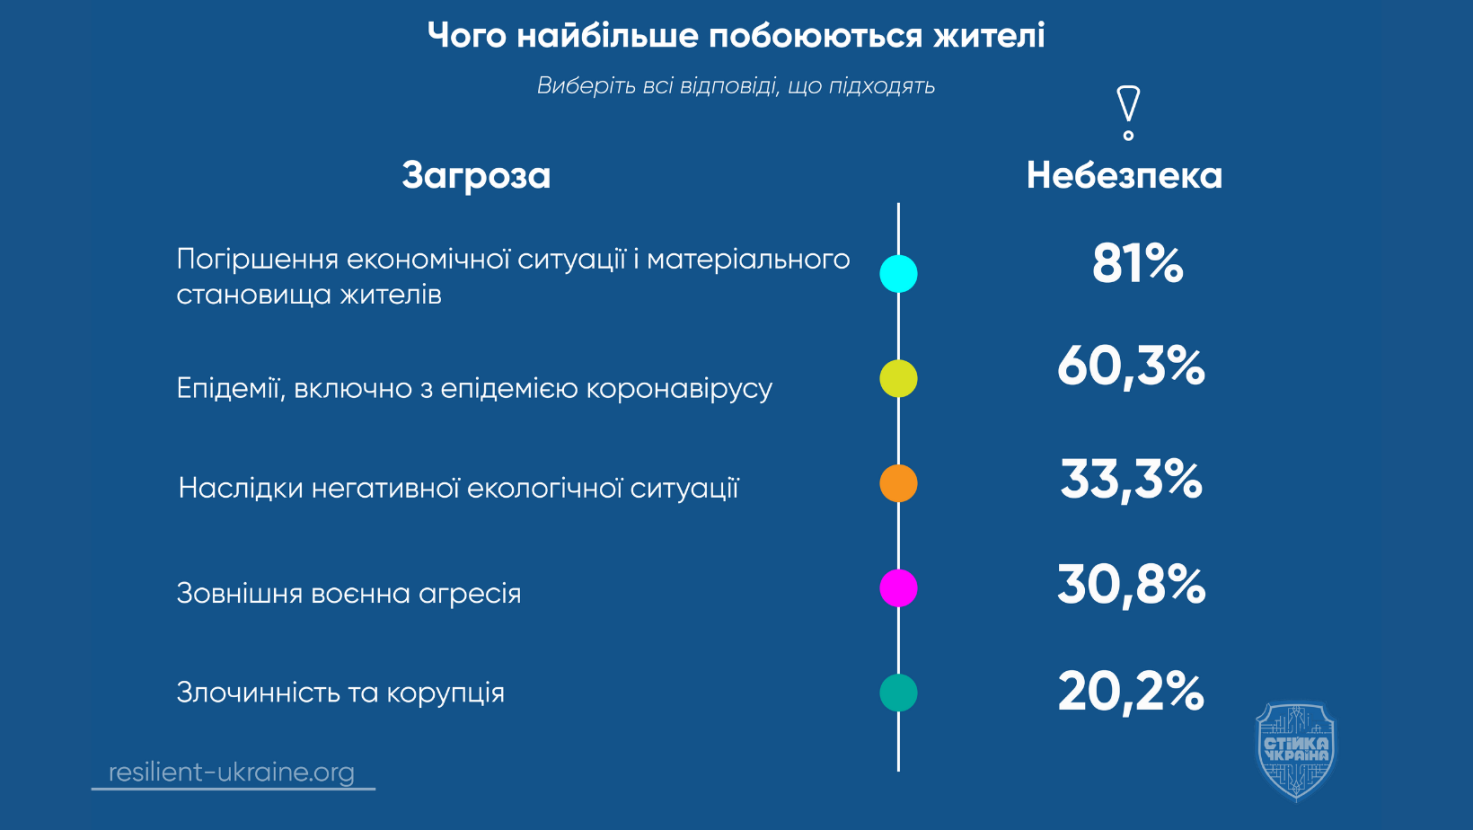 Чого найбільше побоюються жителі
Виберіть всі відповіді, що підходять
Загроза
Небезпека
Погіршення економічної ситуації і матеріального
становища жителів
81%
Епідемії, включно з епідемією коронавірусу
60,3%
Наслідки негативної екологічної ситуації
33,3%
Зовнішня воєнна агресія
30,8%
Злочинність та корупція
20,2%
resilient-ukraine.org
СТІЙКА
УКРАЇНА